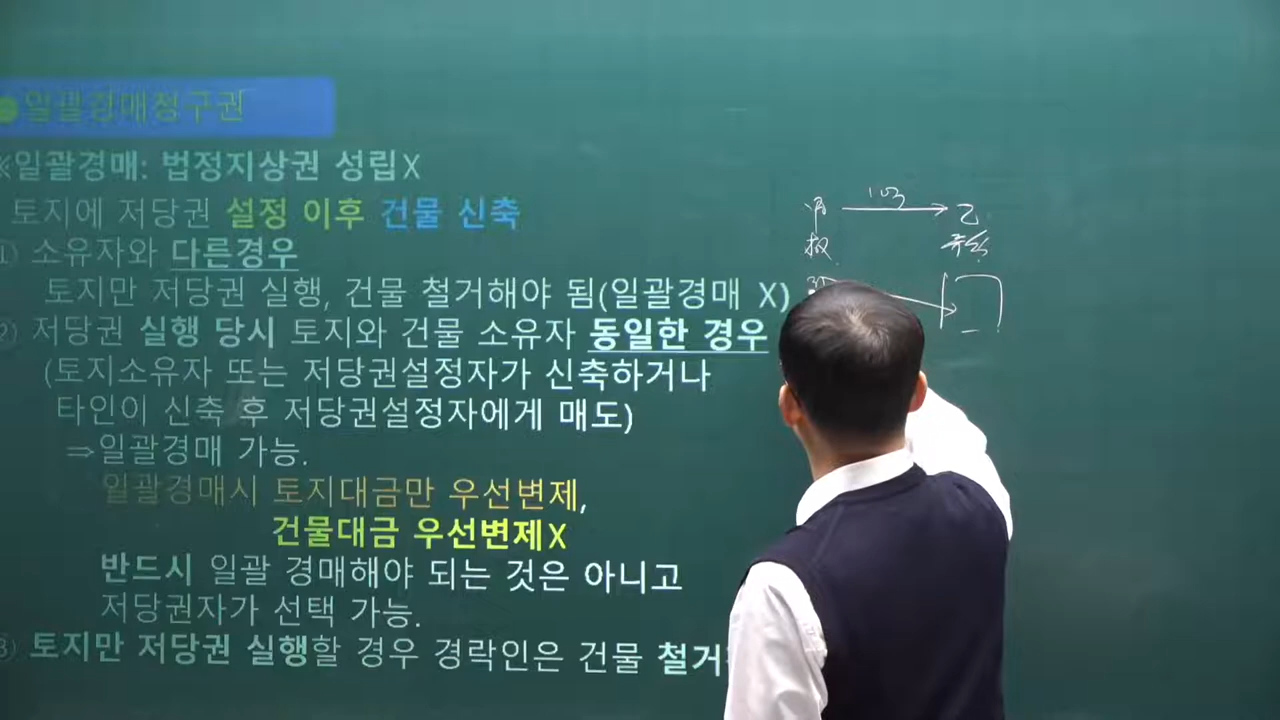 일괄경매청구권
※일괄경매: 법정지상권 성립X
토지에 저당권 설정 이후 건물 신축
① 소유자와 다른경우
토지만 저당권 실행, 건물 철거해야 됨(일괄경매 X)
② 저당권 실행 당시 토지와 건물 소유자 동일한 경우
(토지소유자 또는 저당권설정자가 신축하거나
타인이 신축 후 저당권설정자에게 매도)
⇒일괄경매 가능.
일괄경매시 토지대금만 우선변제,
건물대금 우선변제X
반드시 일괄 경매해야 되는 것은 아니고
저당권자가 선택 가능.
③ 토지만 저당권 실행할 경우 경락인은 건물 철거
乙